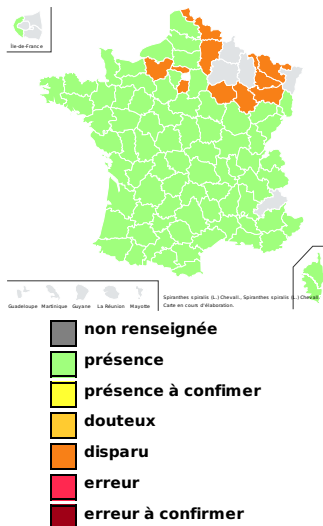 Île-de-France
Spiranthes spiralis (L.) Chevall., Spiranthes spiralis (L.) Chevall.
Carte en cours d'élaboration.
Guadeloupe Martinique Guyane La Réunion Mayotte
non renseignée
présence
présence à confimer
douteux
disparu
erreur
erreur à confirmer